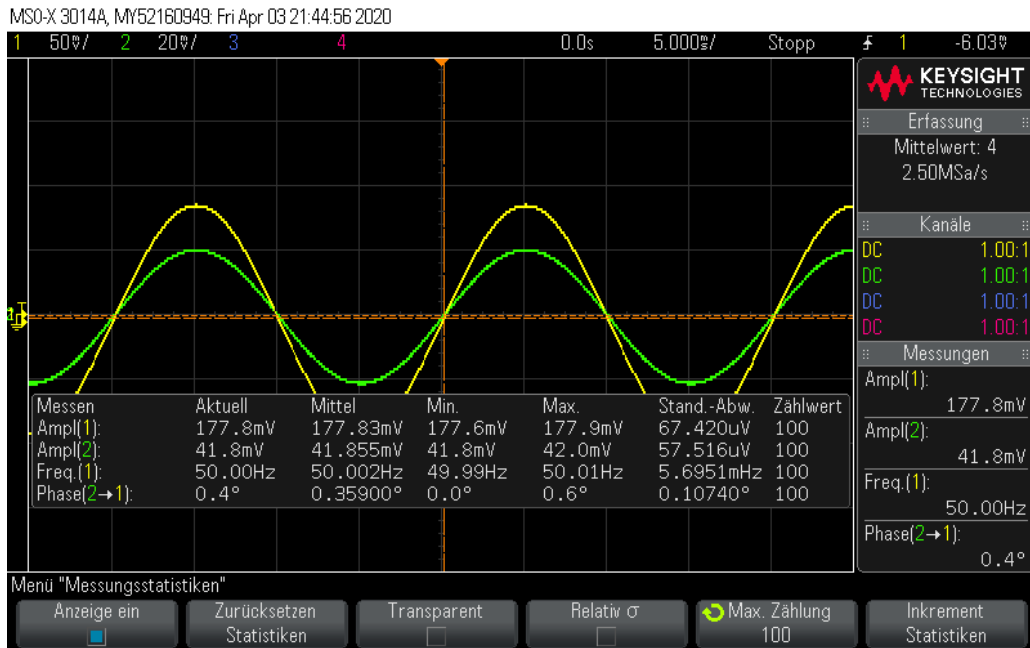 MSO-X 3014A, MY52160949: Fri Apr 03 21:44:56 2020
1 50V/ 2 20V/ 3 4 0.0s 5.000s/ Stopp 1 -6.03V
KEYSIGHT
TECHNOLOGIES
Erfassung
Mittelwert: 4
2.50MSa/s
Kanäle
DC 1.00:1
DC 1.00:1
DC 1.00:1
DC 1.00:1
Messungen
Ampl(1):
177.8mV
Ampl(2):
41.8mV
Freq.(1):
50.00Hz
Phase(2→1):
0.4°
Messen Aktuell Mittel Min. Max. Stand.-Abw. Zählwert
Ampl(1): 177.8mV 177.83mV 177.6mV 177.9mV 67.420uV 100
Ampl(2): 41.8mV 41.855mV 41.8mV 42.0mV 57.516uV 100
Freq.(1): 50.00Hz 50.002Hz 49.99Hz 50.01Hz 5.6951mHz 100
Phase(2→1): 0.4° 0.35900° 0.0° 0.6° 0.10740° 100
Menü "Messungsstatistiken"
Anzeige ein
Zurücksetzen
Statistiken
Transparent
Relativ σ
Max. Zählung
100
Inkrement
Statistiken